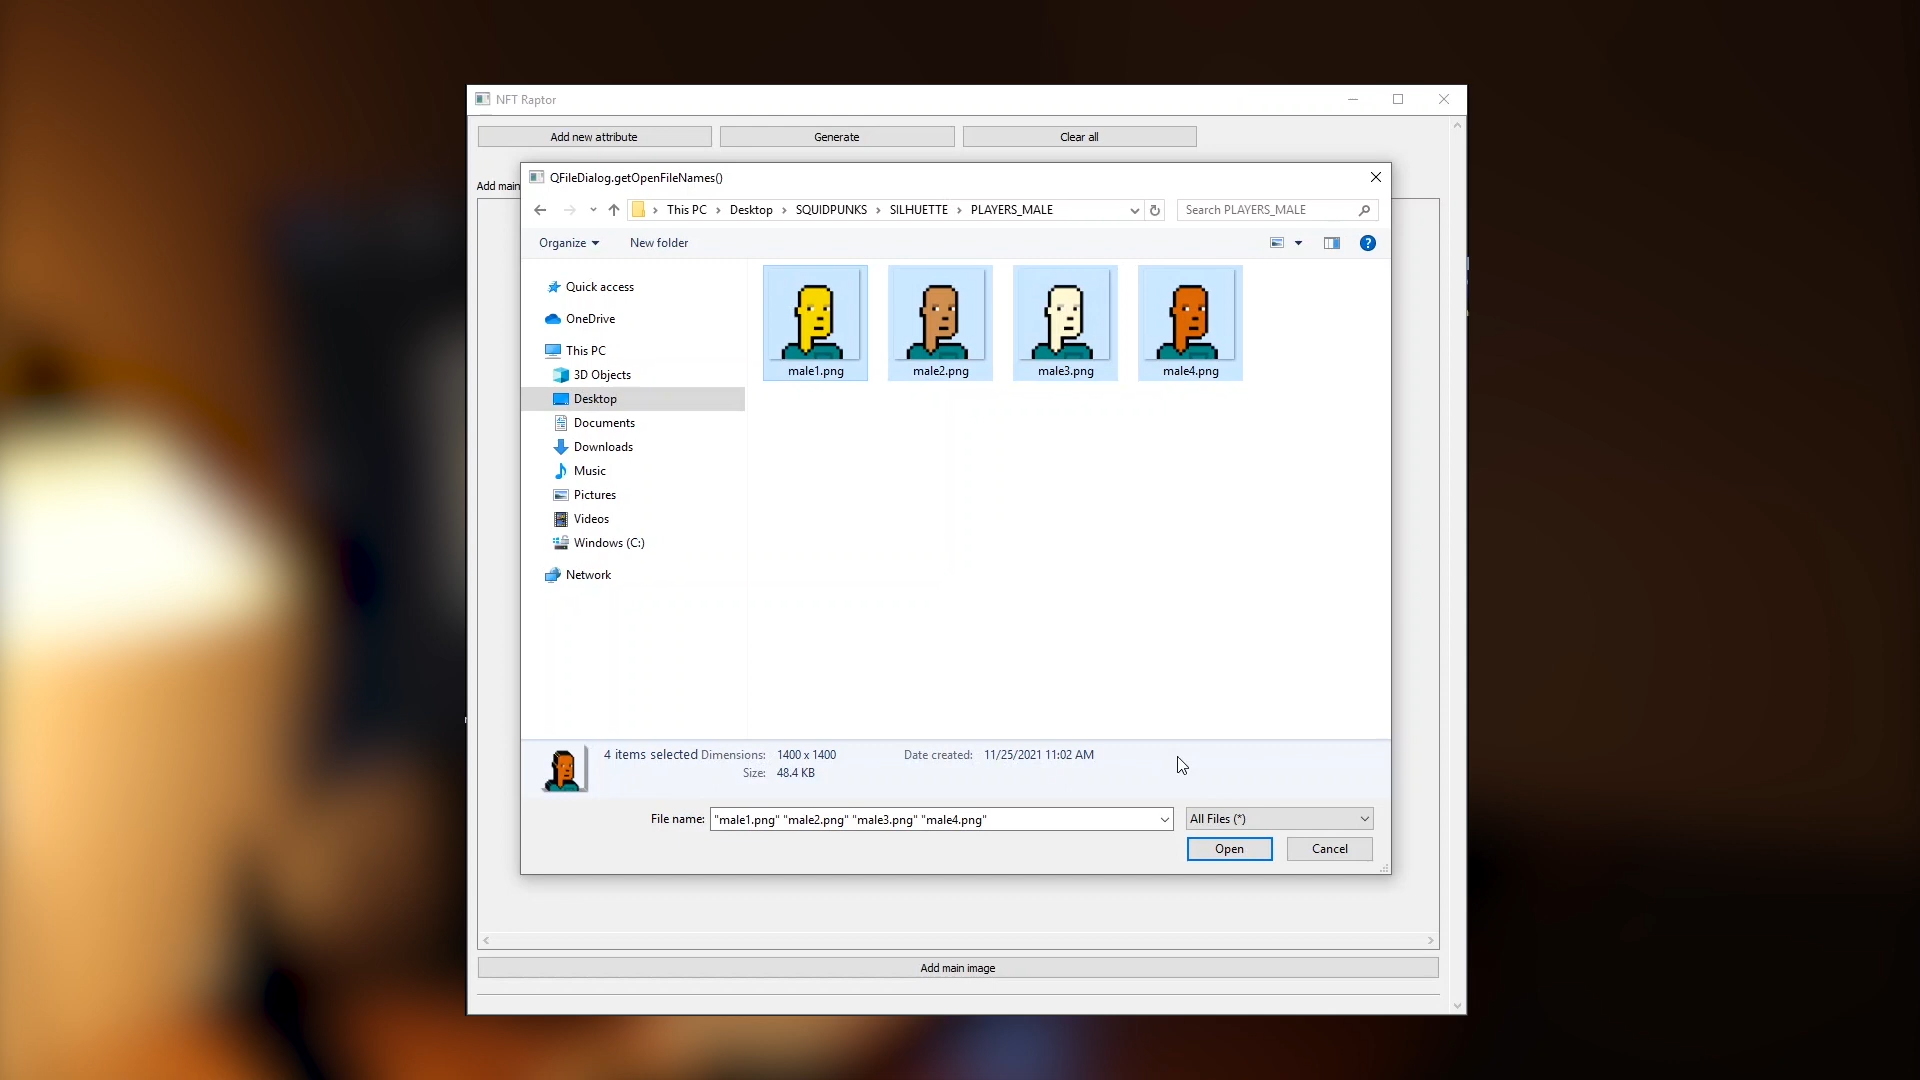 NFT Raptor
Add new attribute
Generate
Clear all
Add main
QFileDialog.getOpenFileNames()
This PC
Desktop
SQUIDPUNKS
SILHUETTE
PLAYERS_MALE
Search PLAYERS_MALE
Organize
New folder
?
Quick access
OneDrive
This PC
3D Objects
Desktop
Documents
Downloads
Music
Pictures
Videos
Windows (C:)
Network
male1.png
male2.png
male3.png
male4.png
4 items selected
Dimensions: 1400 x 1400
Size: 48.4 KB
Date created: 11/25/2021 11:02 AM
File name: "male1.png" "male2.png" "male3.png" "male4.png"
All Files (*)
Open
Cancel
Add main image